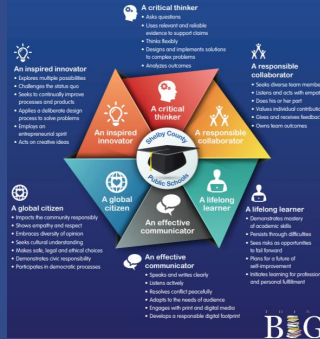 A critical thinker
• Asks questions
• Uses relevant and reliable
evidence to support claims
• Thinks flexibly
• Designs and implements solutions
to complex problems
• Analyzes outcomes
An inspired innovator
• Explores multiple possibilities
• Challenges the status quo
• Seeks to continually improve
processes and products
• Applies a deliberate design
process to solve problems
• Employs an
entrepreneurial spirit
• Acts on creative ideas
A responsible
collaborator
• Seeks diverse team membe
• Listens and acts with empat
• Does his or her part
• Values individual contributio
• Gives and receives feedbac
• Owns team outcomes
A critical
thinker
An inspired
innovator
A responsible
collaborator
Shelby County
Public Schools
A global
citizen
A lifelong
learner
An effective
communicator
A global citizen
• Impacts the community responsibly
• Shows empathy and respect
• Embraces diversity of opinion
• Seeks cultural understanding
• Makes safe, legal and ethical choices
• Demonstrates civic responsibility
• Participates in democratic processes
A lifelong learner
• Demonstrates mastery
of academic skills
• Persists through difficulties
• Sees risks as opportunities
to fail forward
• Plans for a future of
self-improvement
• Initiates learning for profession
and personal fulfillment
An effective
communicator
• Speaks and writes clearly
• Listens actively
• Resolves conflict peacefully
• Adapts to the needs of audience
• Engages with print and digital media
• Develops a responsible digital footprint
BIG